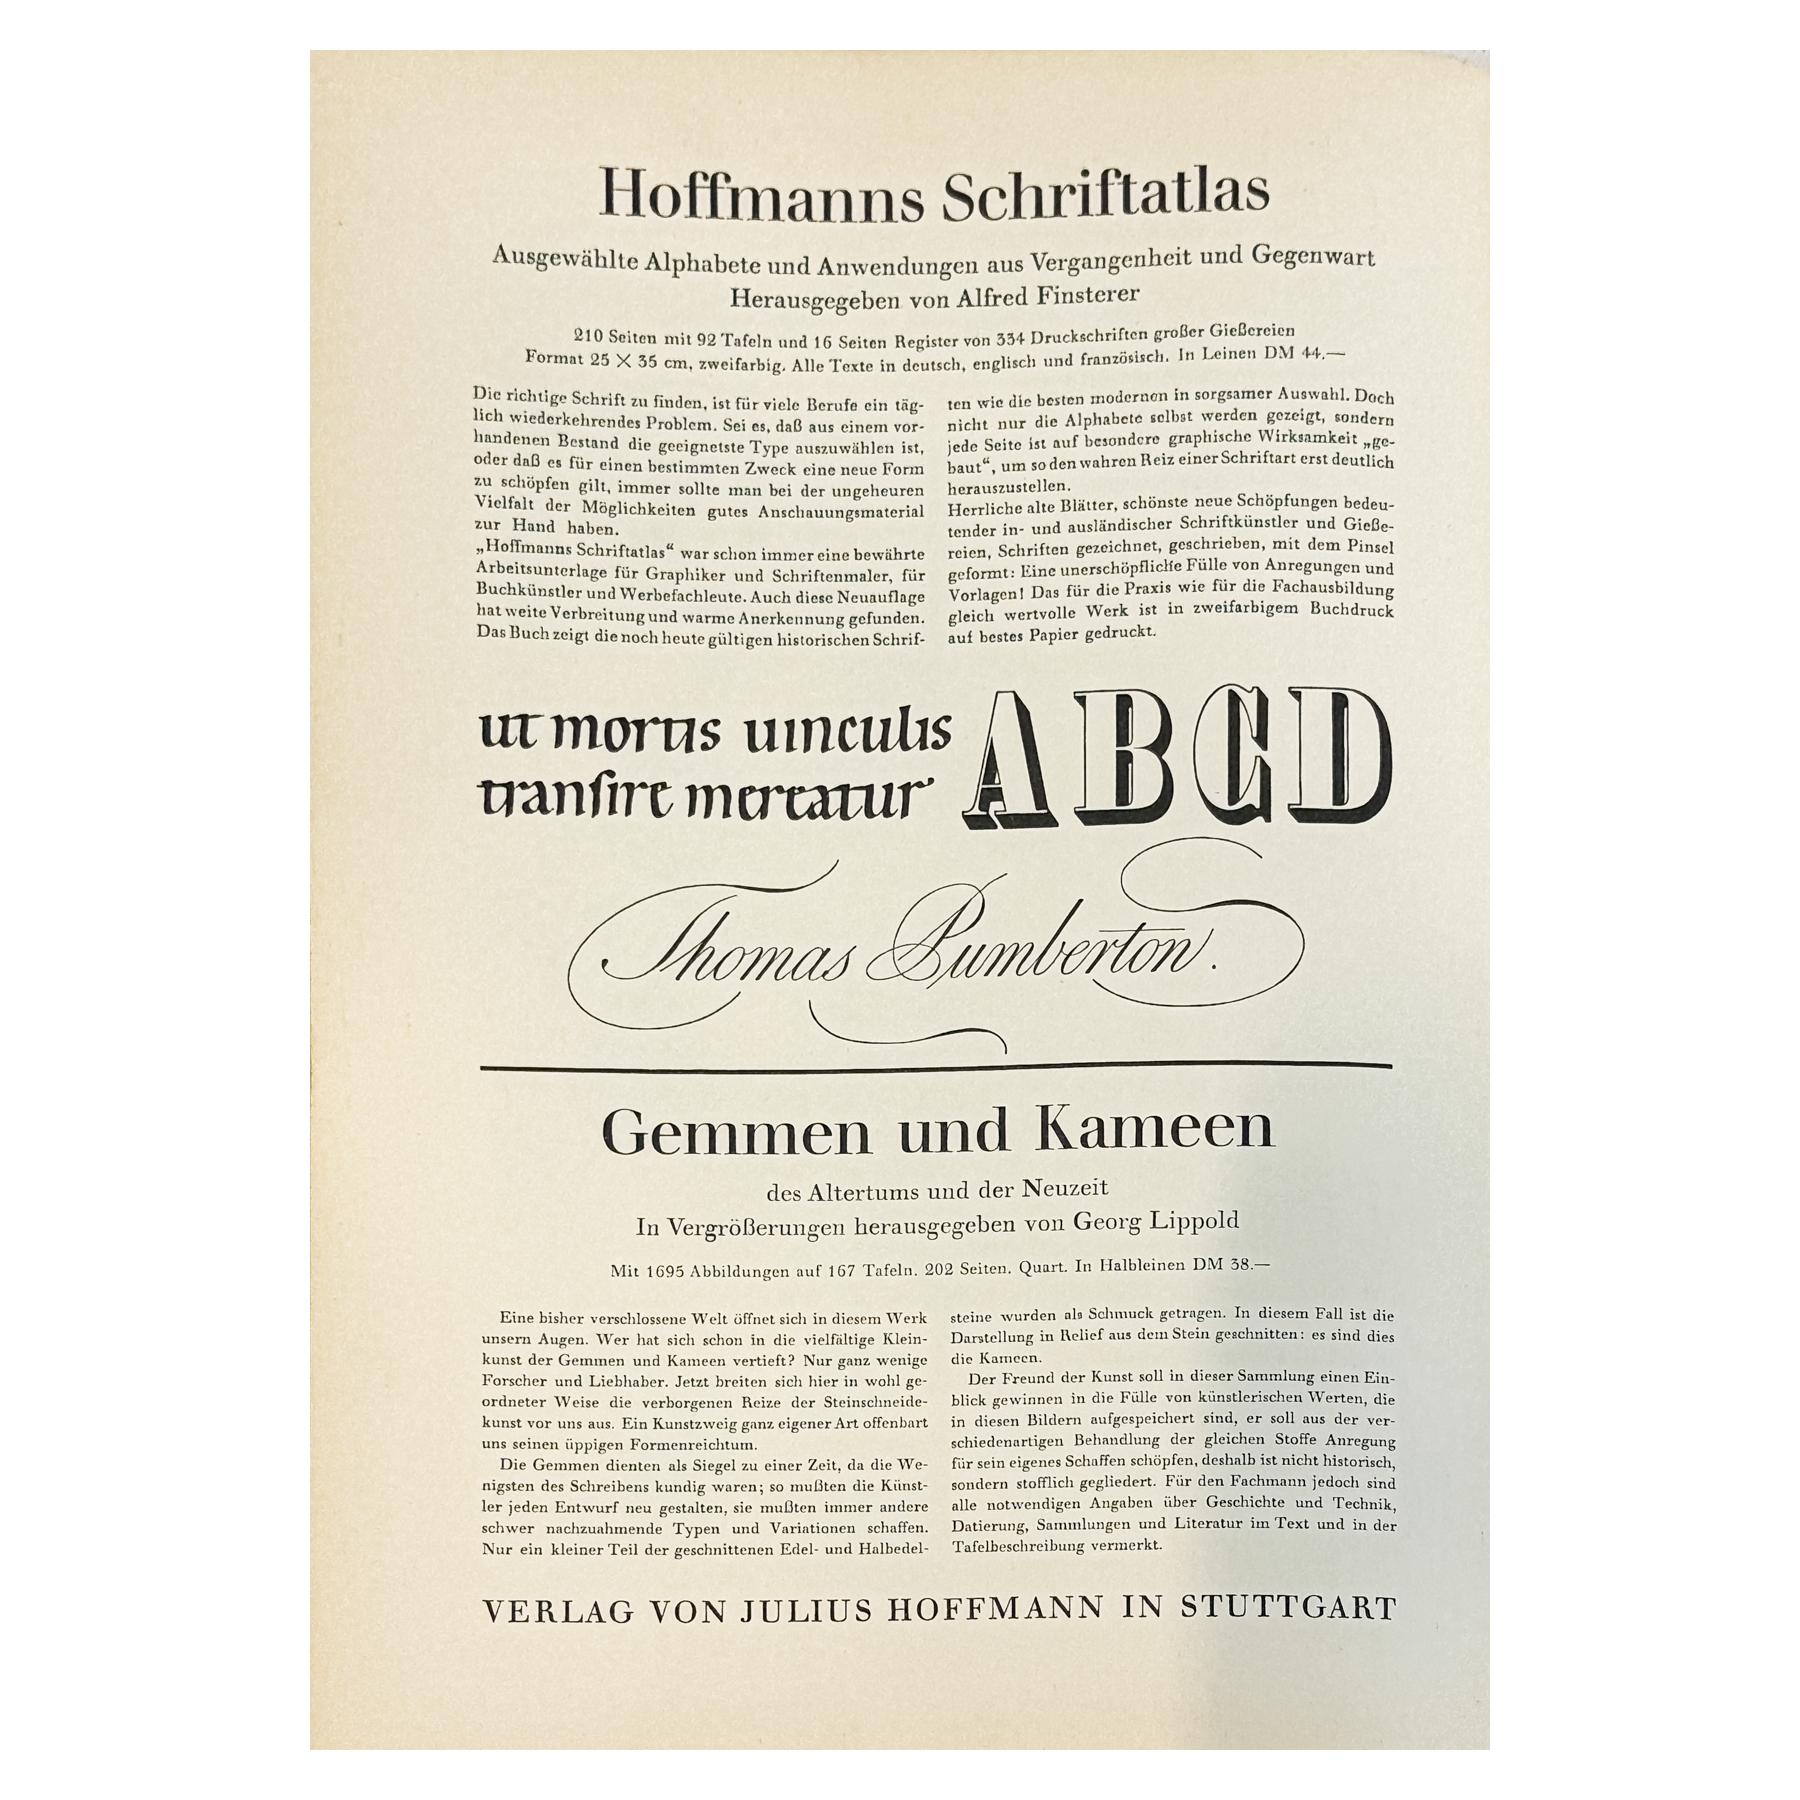 Hoffmanns Schriftatlas
Ausgewählte Alphabete und Anwendungen aus Vergangenheit und Gegenwart
Herausgegeben von Alfred Finsterer
210 Seiten mit 92 Tafeln und 16 Seiten Register von 334 Druckschriften großer Gießereien
Format 25 × 35 cm, zweifarbig. Alle Texte in deutsch, englisch und französisch. In Leinen DM 44.—
Die richtige Schrift zu finden, ist für viele Berufe ein täg-
lich wiederkehrendes Problem. Sei es, daß aus einem vor-
handenen Bestand die geeignetste Type auszuwählen ist,
oder daß es für einen bestimmten Zweck eine neue Form
zu schöpfen gilt, immer sollte man bei der ungeheuren
Vielfalt der Möglichkeiten gutes Anschauungsmaterial
zur Hand haben.
„Hoffmanns Schriftatlas“ war schon immer eine bewährte
Arbeitsunterlage für Graphiker und Schriftenmaler, für
Buchkünstler und Werbefachleute. Auch diese Neuauflage
hat weite Verbreitung und warme Anerkennung gefunden.
Das Buch zeigt die noch heute gültigen historischen Schrif-
ten wie die besten modernen in sorgsamer Auswahl. Doch
nicht nur die Alphabete selbst werden gezeigt, sondern
jede Seite ist auf besondere graphische Wirksamkeit „ge-
baut“, um so den wahren Reiz einer Schriftart erst deutlich
herauszustellen.
Herrliche alte Blätter, schönste neue Schöpfungen bedeu-
tender in- und ausländischer Schriftkünstler und Gieße-
reien, Schriften gezeichnet, geschrieben, mit dem Pinsel
geformt: Eine unerschöpfliche Fülle von Anregungen und
Vorlagen! Das für die Praxis wie für die Fachausbildung
gleich wertvolle Werk ist in zweifarbigem Buchdruck
auf bestes Papier gedruckt.
ut mortis uinculis
tranſire mereatur
ABCD
Thomas Pumberton.
Gemmen und Kameen
des Altertums und der Neuzeit
In Vergrößerungen herausgegeben von Georg Lippold
Mit 1695 Abbildungen auf 167 Tafeln. 202 Seiten. Quart. In Halbleinen DM 38.—
Eine bisher verschlossene Welt öffnet sich in diesem Werk
unsern Augen. Wer hat sich schon in die vielfältige Klein-
kunst der Gemmen und Kameen vertieft? Nur ganz wenige
Forscher und Liebhaber. Jetzt breiten sich hier in wohl ge-
ordneter Weise die verborgenen Reize der Steinschneide-
kunst vor uns aus. Ein Kunstzweig ganz eigener Art offenbart
uns seinen üppigen Formenreichtum.
Die Gemmen dienten als Siegel zu einer Zeit, da die We-
nigsten des Schreibens kundig waren; so mußten die Künst-
ler jeden Entwurf neu gestalten, sie mußten immer andere
schwer nachzuahmende Typen und Variationen schaffen.
Nur ein kleiner Teil der geschnittenen Edel- und Halbedel-
steine wurden als Schmuck getragen. In diesem Fall ist die
Darstellung in Relief aus dem Stein geschnitten: es sind dies
die Kameen.
Der Freund der Kunst soll in dieser Sammlung einen Ein-
blick gewinnen in die Fülle von künstlerischen Werten, die
in diesen Bildern aufgespeichert sind, er soll aus der ver-
schiedenartigen Behandlung der gleichen Stoffe Anregung
für sein eigenes Schaffen schöpfen, deshalb ist nicht historisch,
sondern stofflich gegliedert. Für den Fachmann jedoch sind
alle notwendigen Angaben über Geschichte und Technik,
Datierung, Sammlungen und Literatur im Text und in der
Tafelbeschreibung vermerkt.
VERLAG VON JULIUS HOFFMANN IN STUTTGART